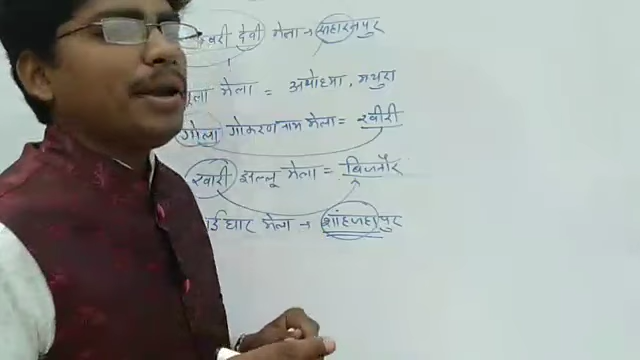 देवी मेला → सहारनपुर
मेला = अयोध्या, मथुरा
गोला गोकरणनाथ मेला = खीरी
खारी झल्लू मेला = बिजनौर
घाट मेला → शांहजहापुर